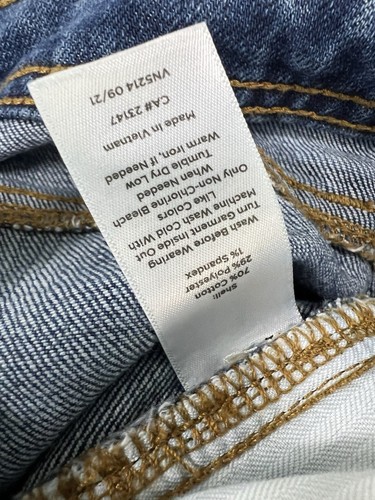 Shell:
70% Cotton
29% Polyester
1% Spandex
Wash Before Wearing
Turn Garment Inside Out
Machine Wash Cold With
Like Colors
Only Non-Chlorine Bleach
When Needed
Tumble Dry Low
Warm Iron, If Needed
Made in Vietnam
CA# 23147
VN5214 09/21